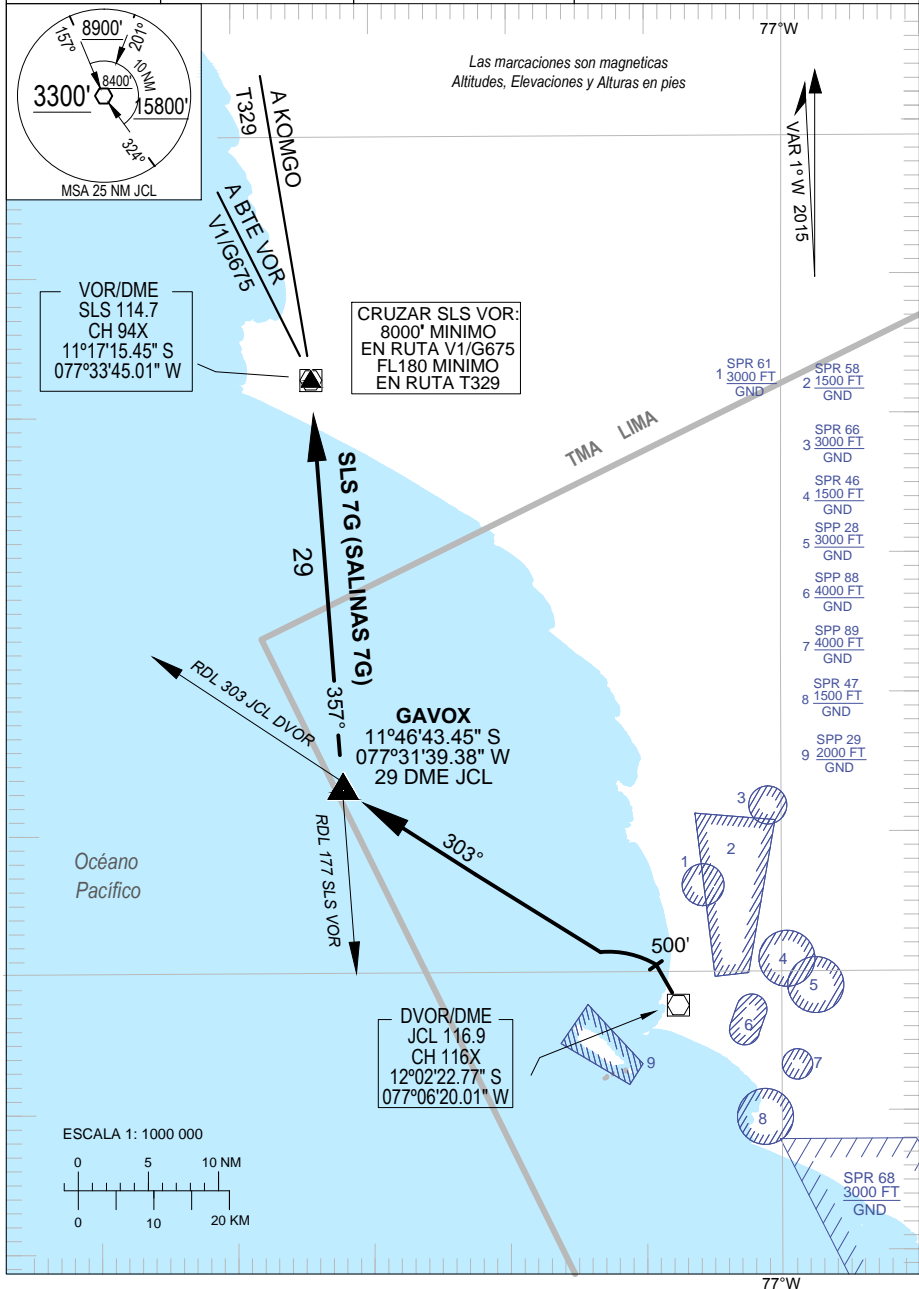 8900'
157°
201°
10 NM
8400'
3300'
15800'
324°
MSA 25 NM JCL
77°W
Las marcaciones son magneticas
Altitudes, Elevaciones y Alturas en pies
VAR 1° W 2015
A KOMGO
T329
A BTE VOR
V1/G675
VOR/DME
SLS 114.7
CH 94X
11°17'15.45" S
077°33'45.01" W
CRUZAR SLS VOR:
8000' MINIMO
EN RUTA V1/G675
FL180 MINIMO
EN RUTA T329
TMA LIMA
1 SPR 61
3000 FT
GND
2 SPR 58
1500 FT
GND
3 SPR 66
3000 FT
GND
4 SPR 46
1500 FT
GND
5 SPP 28
3000 FT
GND
6 SPP 88
4000 FT
GND
7 SPP 89
4000 FT
GND
8 SPR 47
1500 FT
GND
9 SPP 29
2000 FT
GND
SLS 7G (SALINAS 7G)
29
357°
RDL 303 JCL DVOR
GAVOX
11°46'43.45" S
077°31'39.38" W
29 DME JCL
RDL 177 SLS VOR
303°
Océano
Pacífico
500'
3
2
1
4
5
6
7
9
8
DVOR/DME
JCL 116.9
CH 116X
12°02'22.77" S
077°06'20.01" W
ESCALA 1: 1000 000
0 5 10 NM
0 10 20 KM
SPR 68
3000 FT
GND
77°W